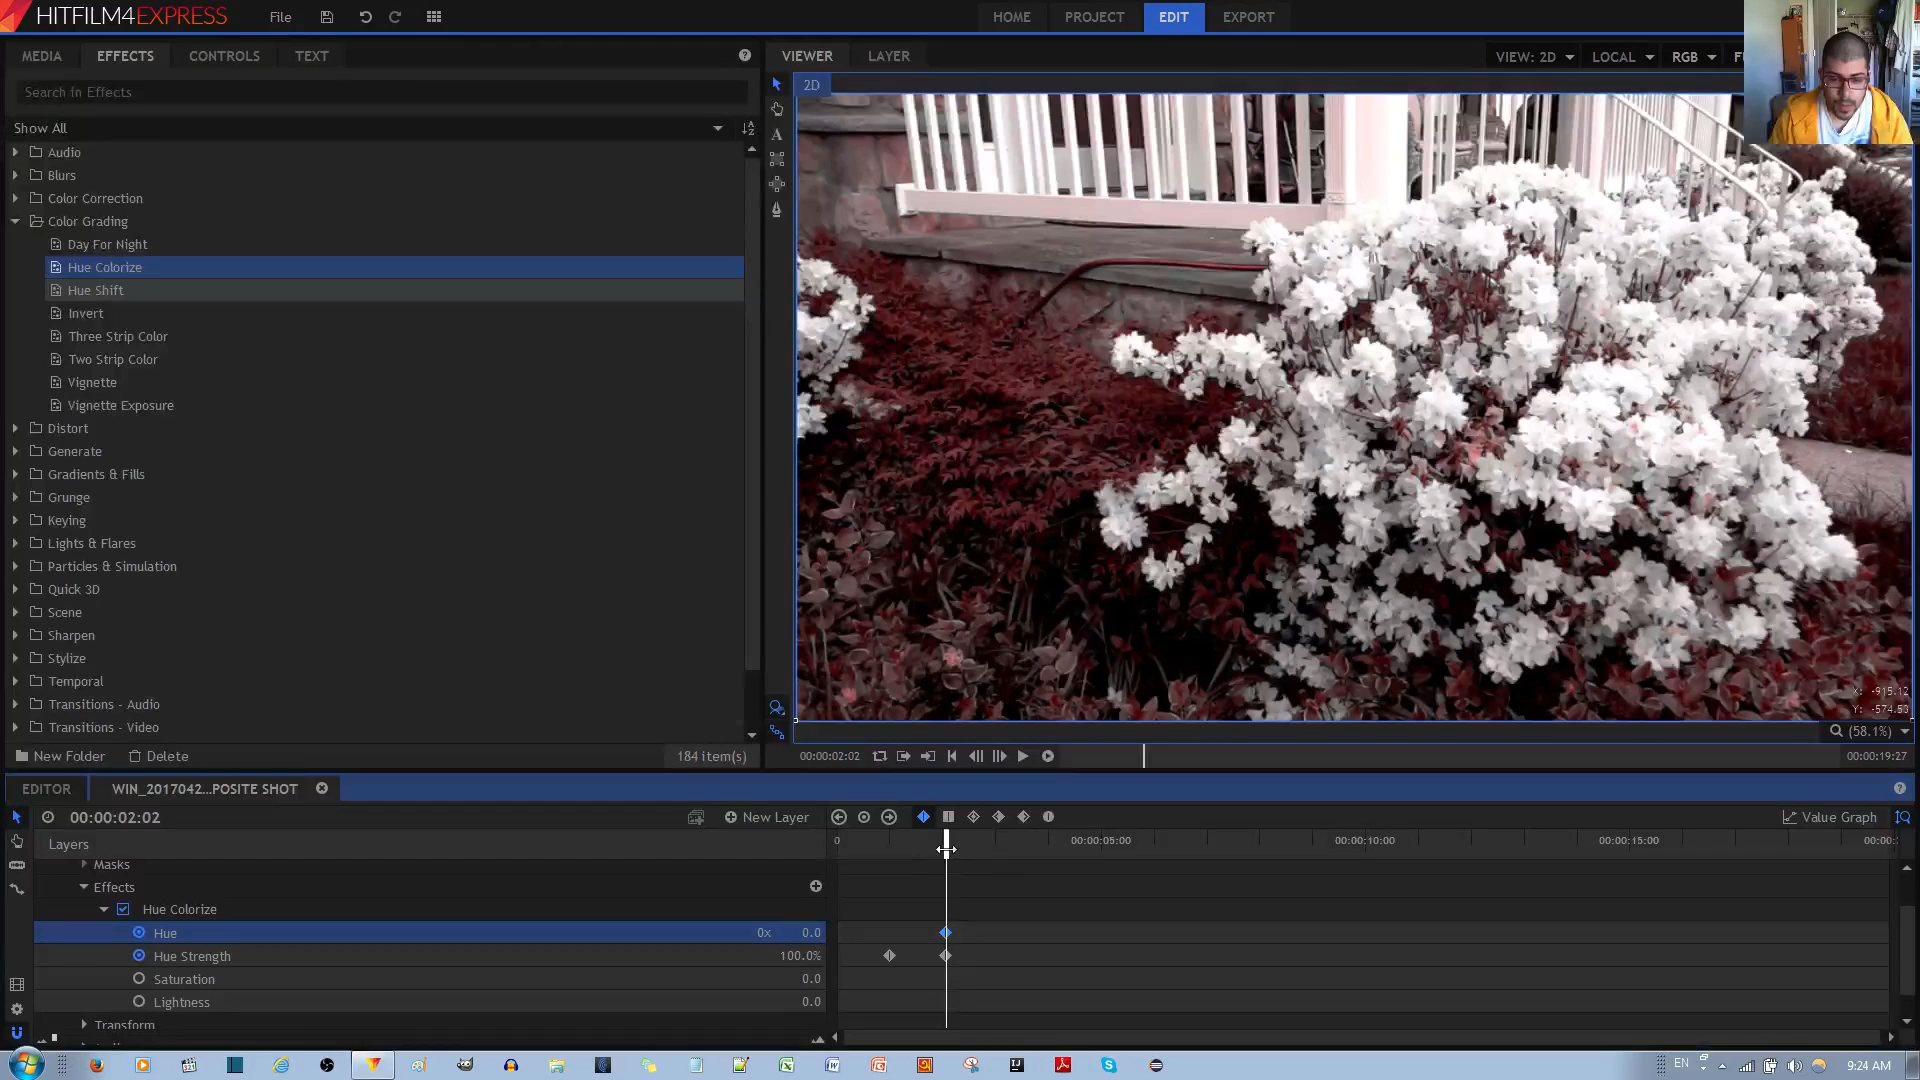 HITFILM4EXPRESS File HOME PROJECT EDIT EXPORT
MEDIA EFFECTS CONTROLS TEXT
VIEWER LAYER VIEW: 2D LOCAL RGB
Search in Effects
2D
Show All
Audio
Blurs
Color Correction
Color Grading
Day For Night
Hue Colorize
Hue Shift
Invert
Three Strip Color
Two Strip Color
Vignette
Vignette Exposure
Distort
Generate
Gradients & Fills
Grunge
Keying
Lights & Flares
Particles & Simulation
Quick 3D
Scene
Sharpen
Stylize
Temporal
Transitions - Audio
Transitions - Video
New Folder Delete 184 item(s)
X: -915.12
Y: -574.53
(58.1%)
00:00:02:02 00:00:19:27
EDITOR WIN_2017042...POSITE SHOT
00:00:02:02 New Layer Value Graph
Layers 0 00:00:05:00 00:00:10:00 00:00:15:00
Masks
Effects
Hue Colorize
Hue 0x 0.0
Hue Strength 100.0%
Saturation 0.0
Lightness 0.0
Transform
EN 9:24 AM